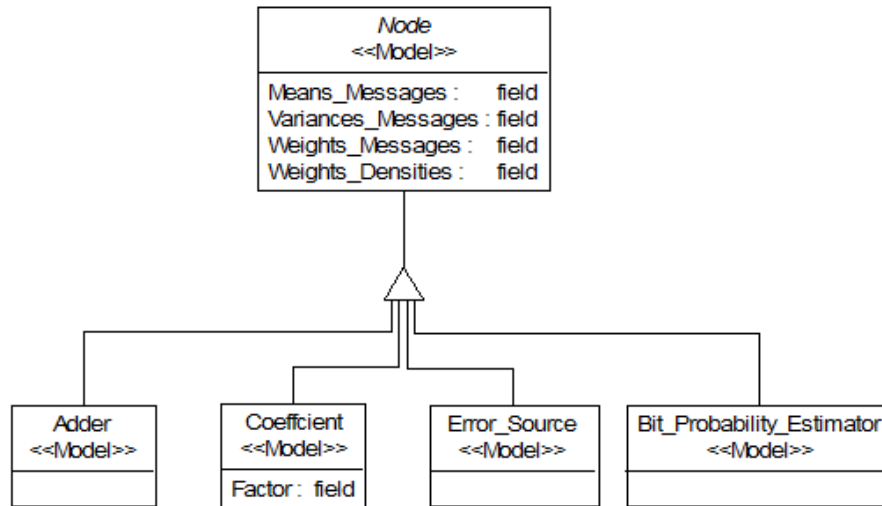 Node
<<Model>>
Means_Messages : field
Variances_Messages : field
Weights_Messages : field
Weights_Densities : field
Adder
<<Model>>
Coeffcient
<<Model>>
Factor : field
Error_Source
<<Model>>
Bit_Probability_Estimator
<<Model>>